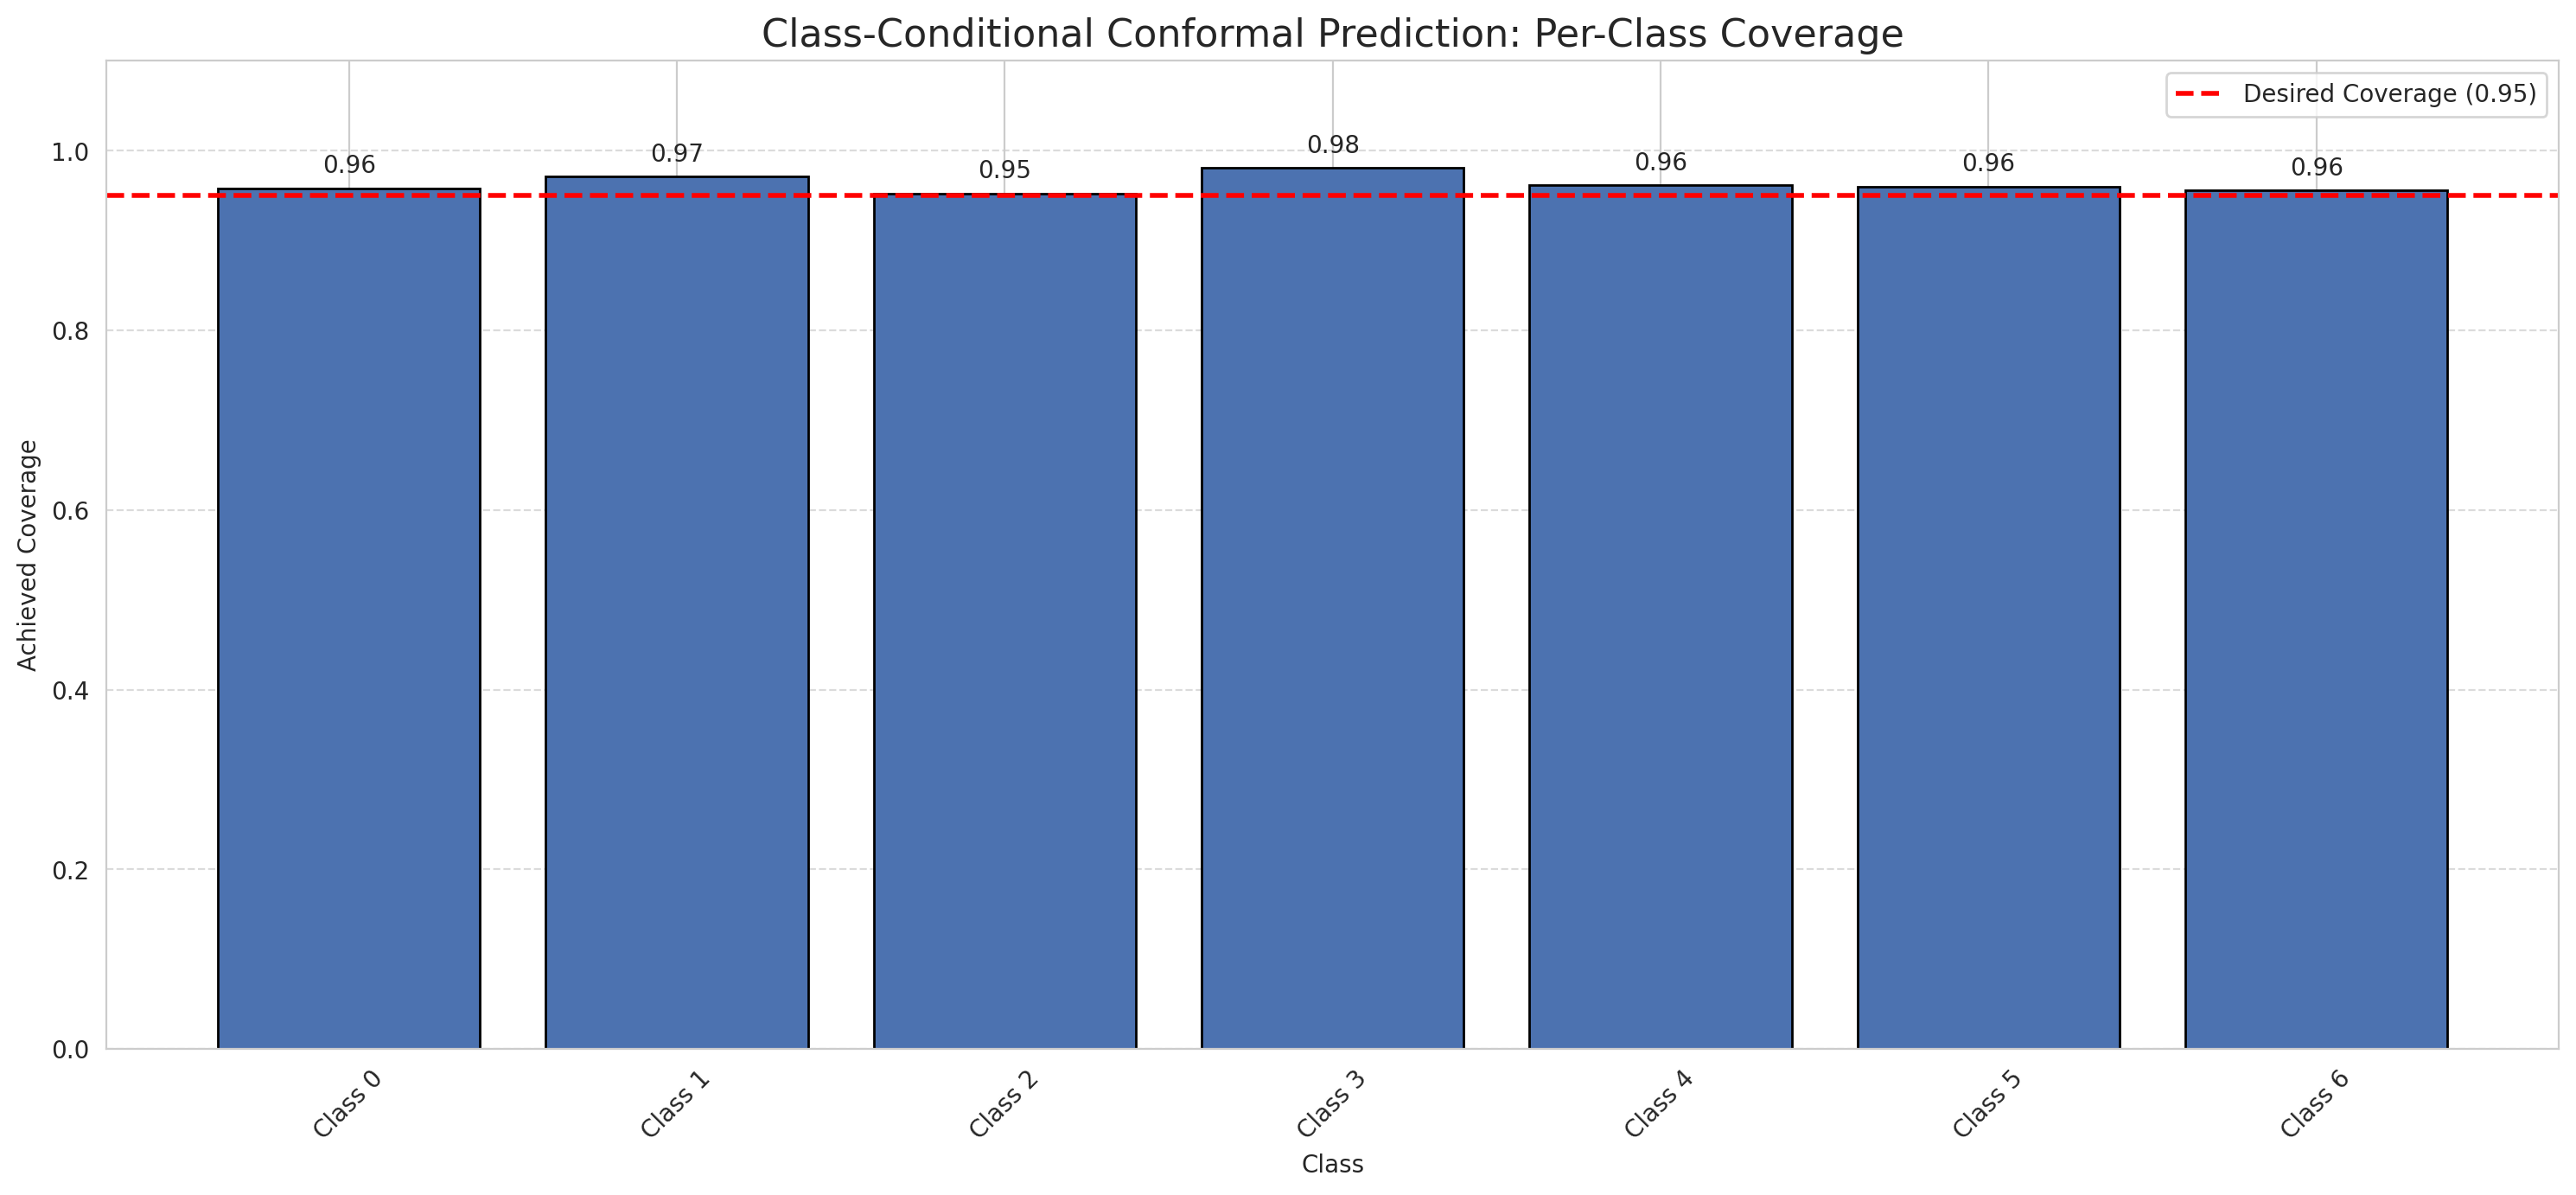 Class-Conditional Conformal Prediction: Per-Class Coverage
Desired Coverage (0.95)
Achieved Coverage
1.0
0.8
0.6
0.4
0.2
0.0
0.96
0.97
0.95
0.98
0.96
0.96
0.96
Class 0
Class 1
Class 2
Class 3
Class 4
Class 5
Class 6
Class